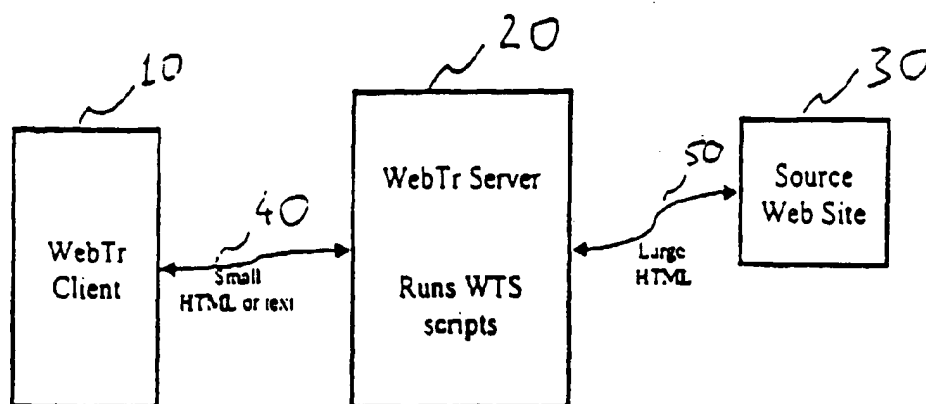 20
10
30
50
WebTr Server
Source
Web Site
40
WebTr
Client
Small
HTML or text
Large
HTML
Runs WTS
scripts